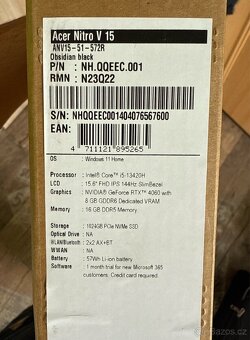 Acer Nitro V 15
ANV15-51-572R
Obsidian black
P/N : NH.QQEEC.001
RMN : N23Q22
S/N: NHQQEEC001404076567600
EAN:
4 711121 895265
OS : Windows 11 Home
Processor : Intel® Core™ i5-13420H
LCD : 15.6" FHD IPS 144Hz SlimBezel
Graphics : NVIDIA® GeForce RTX™ 4060 with
8 GB GDDR6 Dedicated VRAM
Memory : 16 GB DDR5 Memory
Storage : 1024GB PCIe NVMe SSD
Optical Drive : NA
WLAN/Bluetooth : 2x2 AX+BT
WWAN : NA
Battery : 57Wh Li-ion battery
Software : 1 month trial for new Microsoft 365
customers. Credit card required.